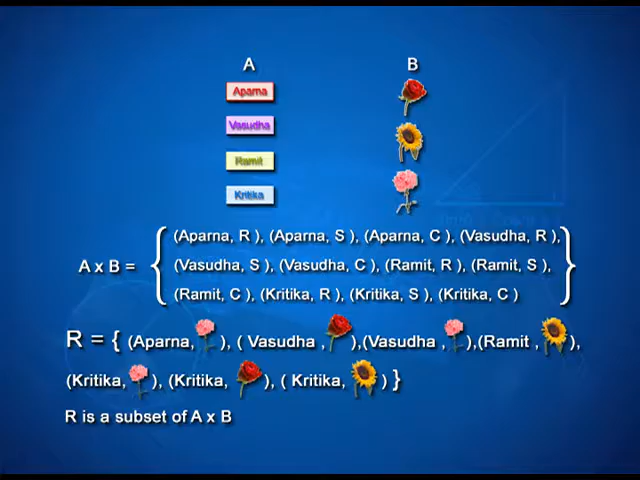 A B
Aparna
Vasudha
Ramit
Kritika
(Aparna, R ), (Aparna, S ), (Aparna, C ), (Vasudha, R ),
A x B = { (Vasudha, S ), (Vasudha, C ), (Ramit, R ), (Ramit, S ), }
(Ramit, C ), (Kritika, R ), (Kritika, S ), (Kritika, C )
R = { (Aparna, ), ( Vasudha , ),(Vasudha , ),(Ramit , ),
(Kritika, ), (Kritika, ), ( Kritika, ) }
R is a subset of A x B